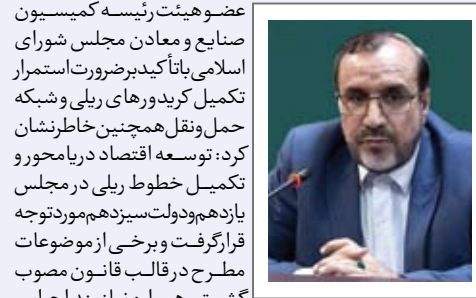 عضو هیئت رئیسه کمیسیون
صنایع و معادن مجلس شورای
اسلامی با تأکید بر ضرورت استمرار
تکمیل کریدورهای ریلی و شبکه
حمل و نقل همچنین خاطرنشان
کرد: توسعه اقتصاد دریامحور و
تکمیل خطوط ریلی در مجلس
یازدهم و دولت سیزدهم مورد توجه
قرار گرفت و برخی از موضوعات
مطرح در قالب قانون مصوب